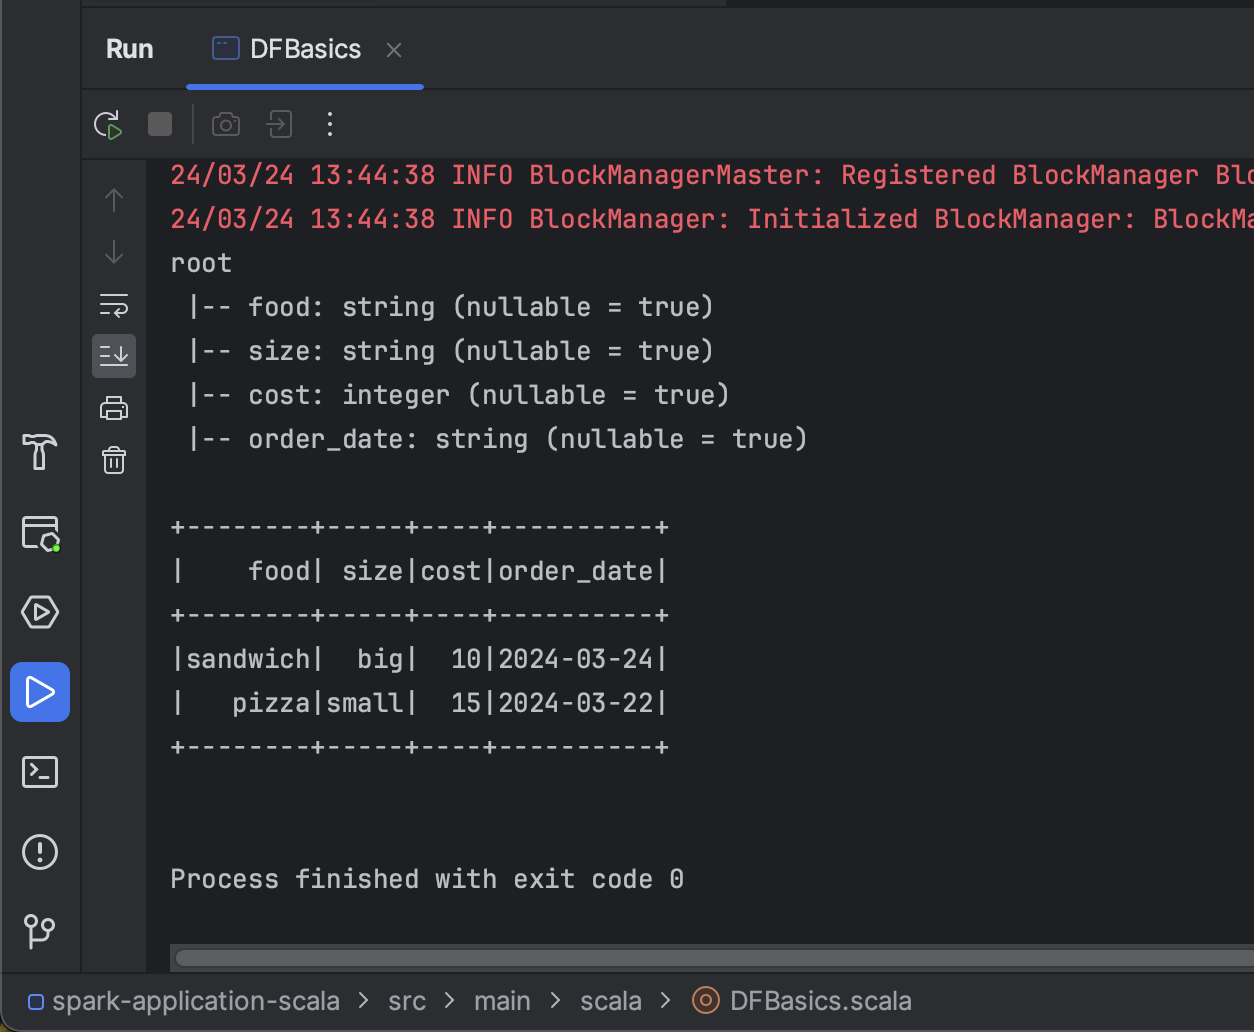 Run DFBasics
24/03/24 13:44:38 INFO BlockManagerMaster: Registered BlockManager
24/03/24 13:44:38 INFO BlockManager: Initialized BlockManager:
root
 |-- food: string (nullable = true)
 |-- size: string (nullable = true)
 |-- cost: integer (nullable = true)
 |-- order_date: string (nullable = true)
+--------+-----+----+----------+
|    food| size|cost|order_date|
+--------+-----+----+----------+
|sandwich|  big|  10|2024-03-24|
|   pizza|small|  15|2024-03-22|
+--------+-----+----+----------+
Process finished with exit code 0
spark-application-scala > src > main > scala > DFBasics.scala